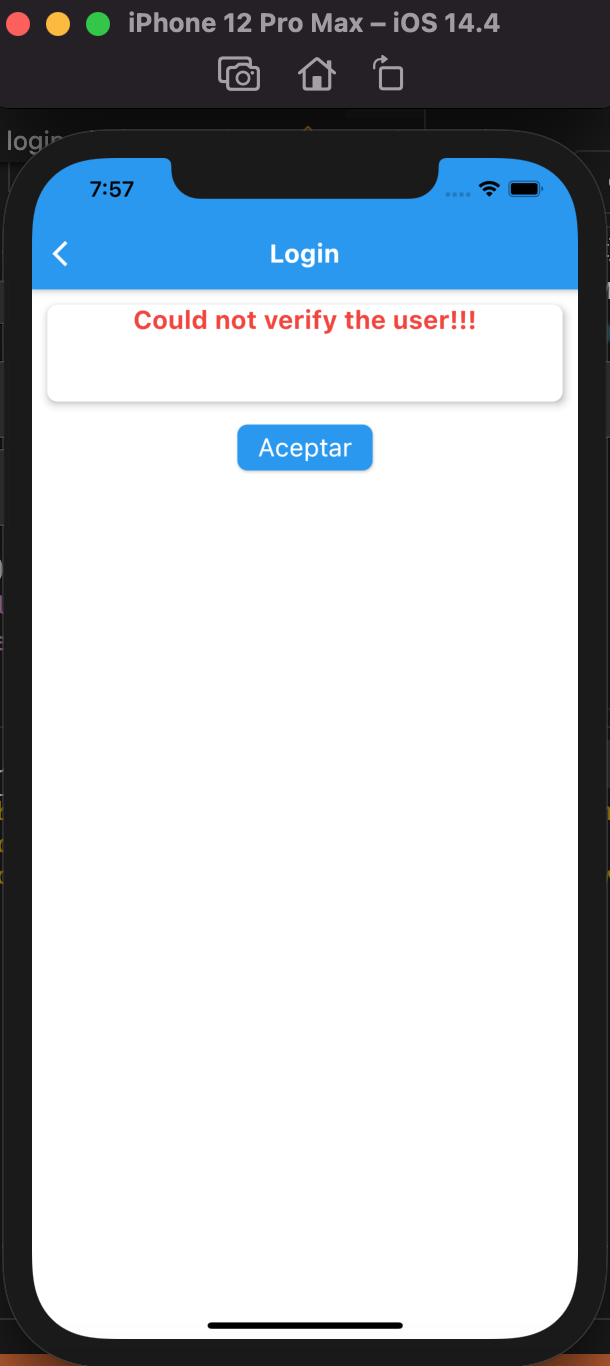 iPhone 12 Pro Max – iOS 14.4
7:57
Login
Could not verify the user!!!
Aceptar